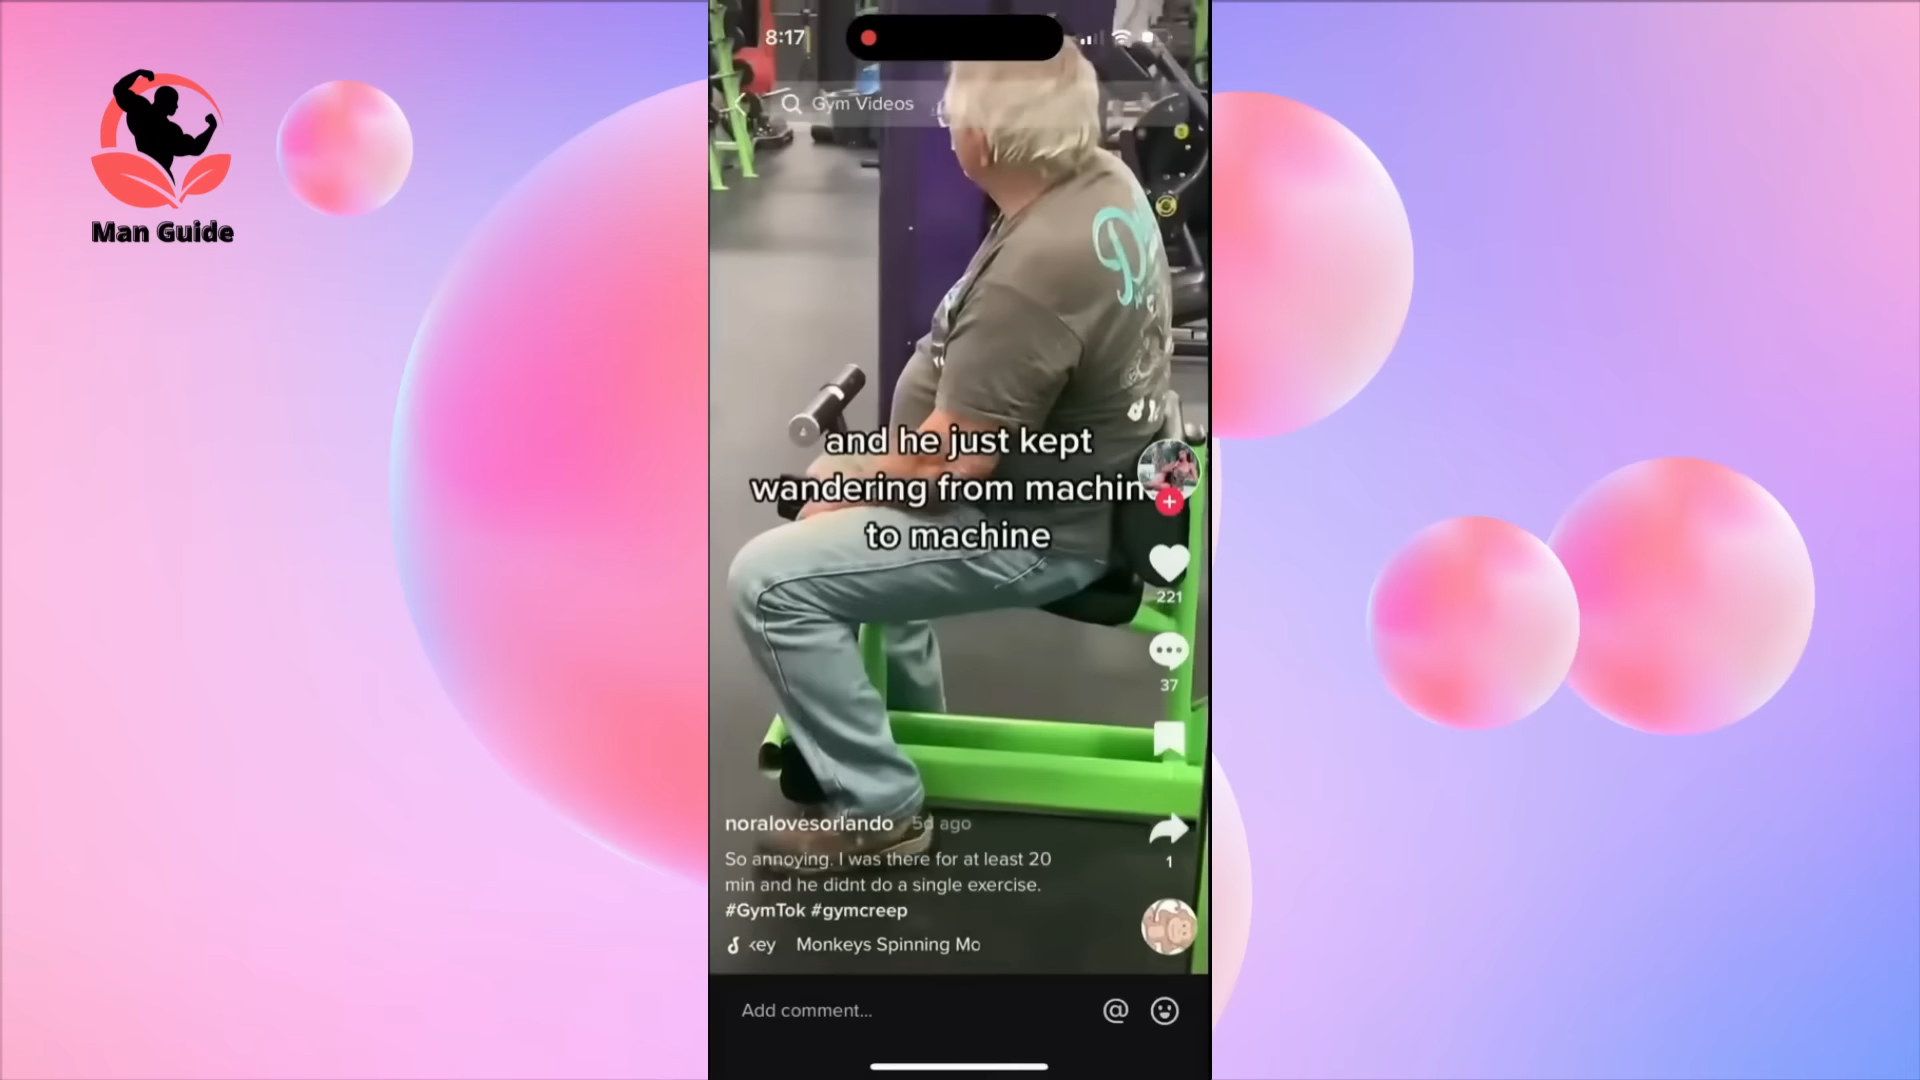 Man Guide
8:17
Gym Videos
and he just kept
wandering from machin
to machine
221
37
noralovesorlando 5d ago
So annoying. I was there for at least 20
min and he didnt do a single exercise.
#GymTok #gymcreep
1
key Monkeys Spinning Mo
Add comment...
@